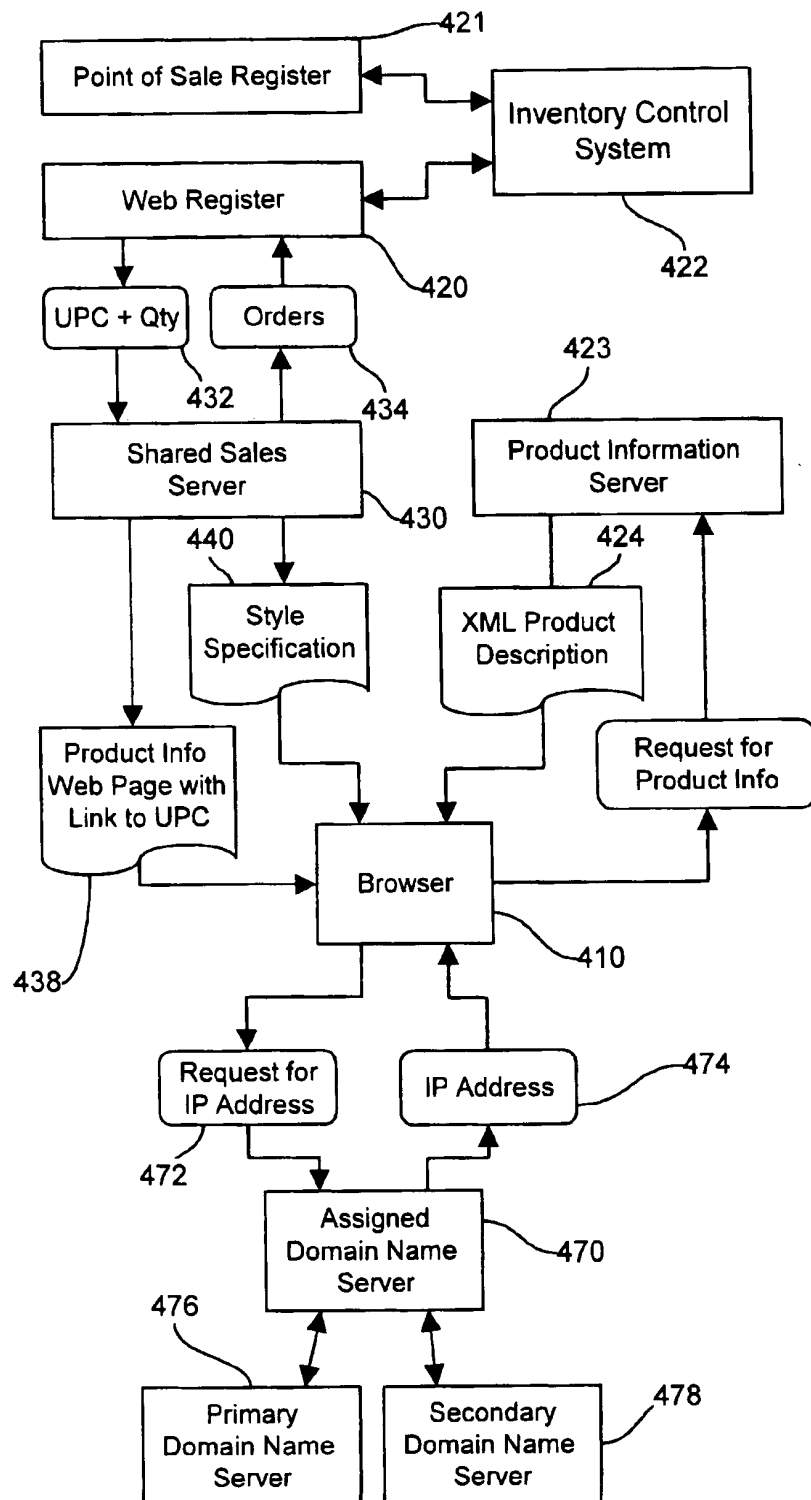 421
Point of Sale Register
Inventory Control
System
Web Register
420
422
UPC + Qty
Orders
432
434
423
Shared Sales
Server
430
Product Information
Server
440
424
Style
Specification
XML Product
Description
Product Info
Web Page with
Link to UPC
Request for
Product Info
Browser
410
438
Request for
IP Address
IP Address
474
472
Assigned
Domain Name
Server
470
476
478
Primary
Domain Name
Server
Secondary
Domain Name
Server